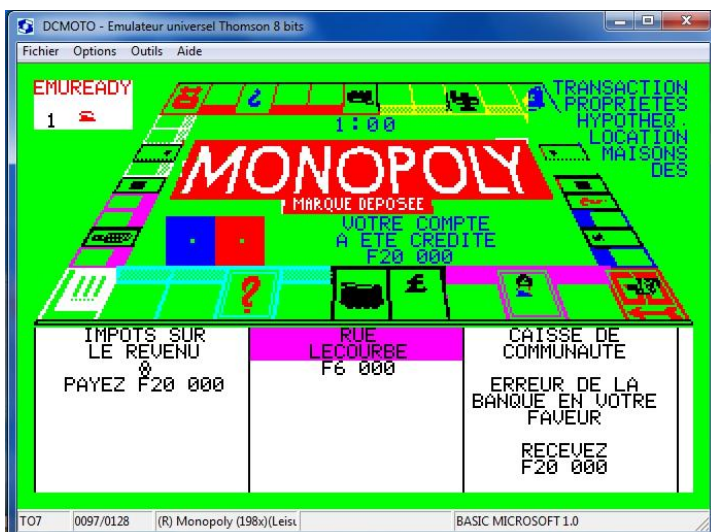 DCMOTO - Emulateur universel Thomson 8 bits
Fichier Options Outils Aide
EMUREADY
1
?
1:00
TRANSACTION
PROPRIETES
HYPOTHEQ.
LOCATION
MAISONS
DES
MONOPOLY
MARQUE DEPOSEE
VOTRE COMPTE
A ETE CREDITE
F20 000
?
£
IMPOTS SUR
LE REVENU
PAYEZ F20 000
RUE
LECOURBE
F6 000
CAISSE DE
COMMUNAUTE
ERREUR DE LA
BANQUE EN VOTRE
FAVEUR
RECEVEZ
F20 000
TO7 0097/0128 (R) Monopoly (198x)(Leisu BASIC MICROSOFT 1.0